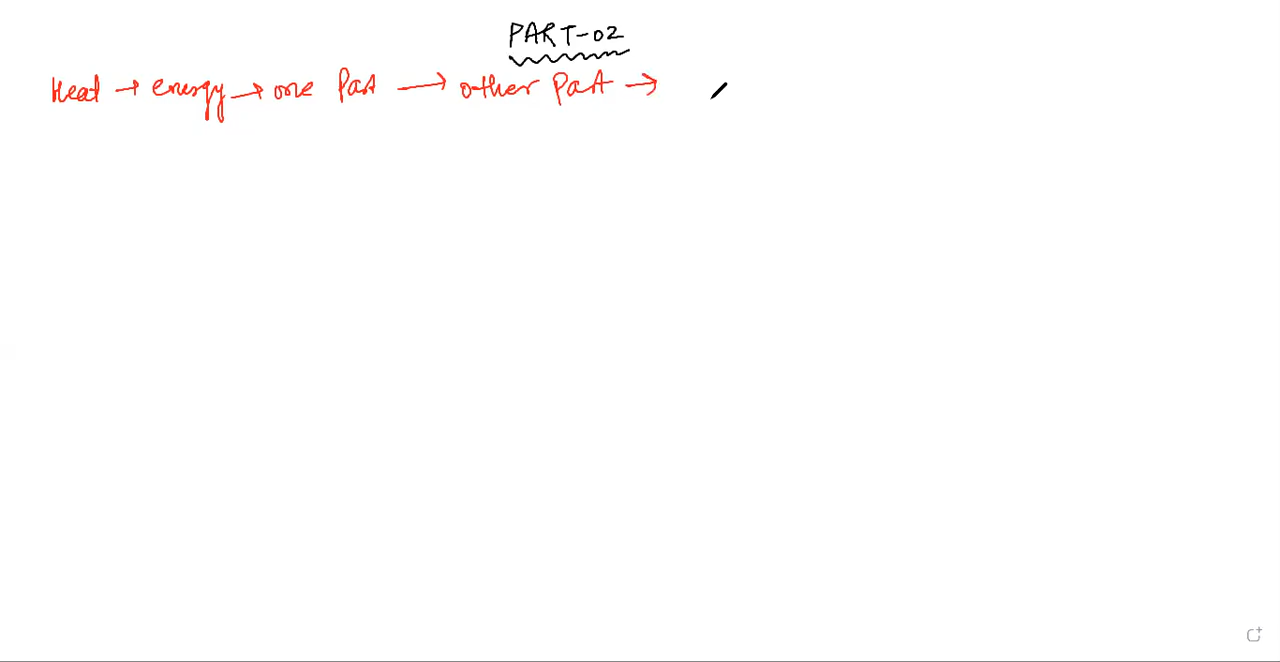 PART-02
Heat → energy → one Part → other Part →